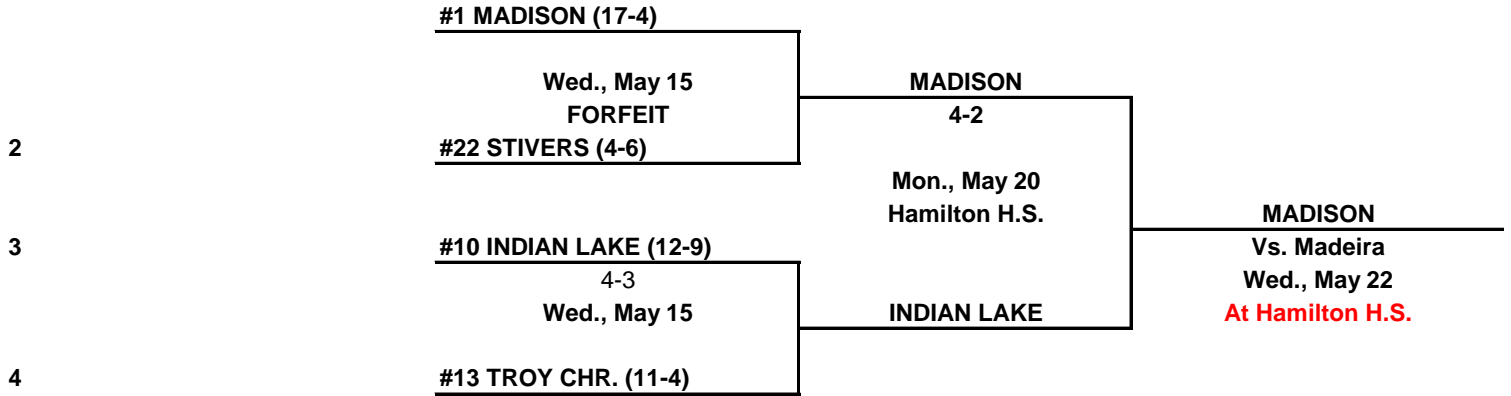 #1 MADISON (17-4)
Wed., May 15
MADISON
FORFEIT
4-2
2
#22 STIVERS (4-6)
Mon., May 20
Hamilton H.S.
MADISON
3
#10 INDIAN LAKE (12-9)
Vs. Madeira
4-3
Wed., May 22
Wed., May 15
INDIAN LAKE
At Hamilton H.S.
4
#13 TROY CHR. (11-4)